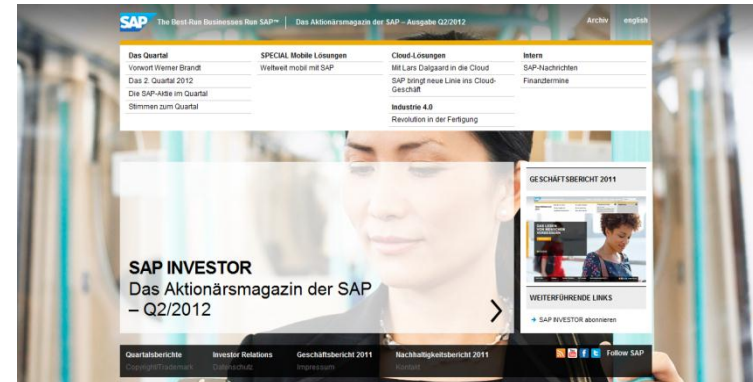 SAP The Best-Run Businesses Run SAP™ | Das Aktionärsmagazin der SAP – Ausgabe Q2/2012
Archiv english
Das Quartal
Vorwort Werner Brandt
Das 2. Quartal 2012
Die SAP-Aktie im Quartal
Stimmen zum Quartal
SPECIAL Mobile Lösungen
Weltweit mobil mit SAP
Cloud-Lösungen
Mit Lars Dalgaard in die Cloud
SAP bringt neue Linie ins Cloud-
Geschäft
Industrie 4.0
Revolution in der Fertigung
Intern
SAP-Nachrichten
Finanztermine
SAP INVESTOR
Das Aktionärsmagazin der SAP
– Q2/2012
GESCHÄFTSBERICHT 2011
WEITERFÜHRENDE LINKS
SAP INVESTOR abonnieren
Quartalsberichte Investor Relations Geschäftsbericht 2011 Nachhaltigkeitsbericht 2011 Follow SAP
Copyright/Trademark Datenschutz Impressum Kontakt